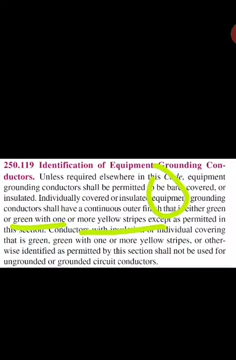 250.119 Identification of Equipment Grounding Con-
ductors. Unless required elsewhere in this Code, equipment
grounding conductors shall be permitted to be bare, covered, or
insulated. Individually covered or insulated equipment grounding
conductors shall have a continuous outer finish that is either green
or green with one or more yellow stripes except as permitted in
this section. Conductors with insulation or individual covering
that is green, green with one or more yellow stripes, or other-
wise identified as permitted by this section shall not be used for
ungrounded or grounded circuit conductors.